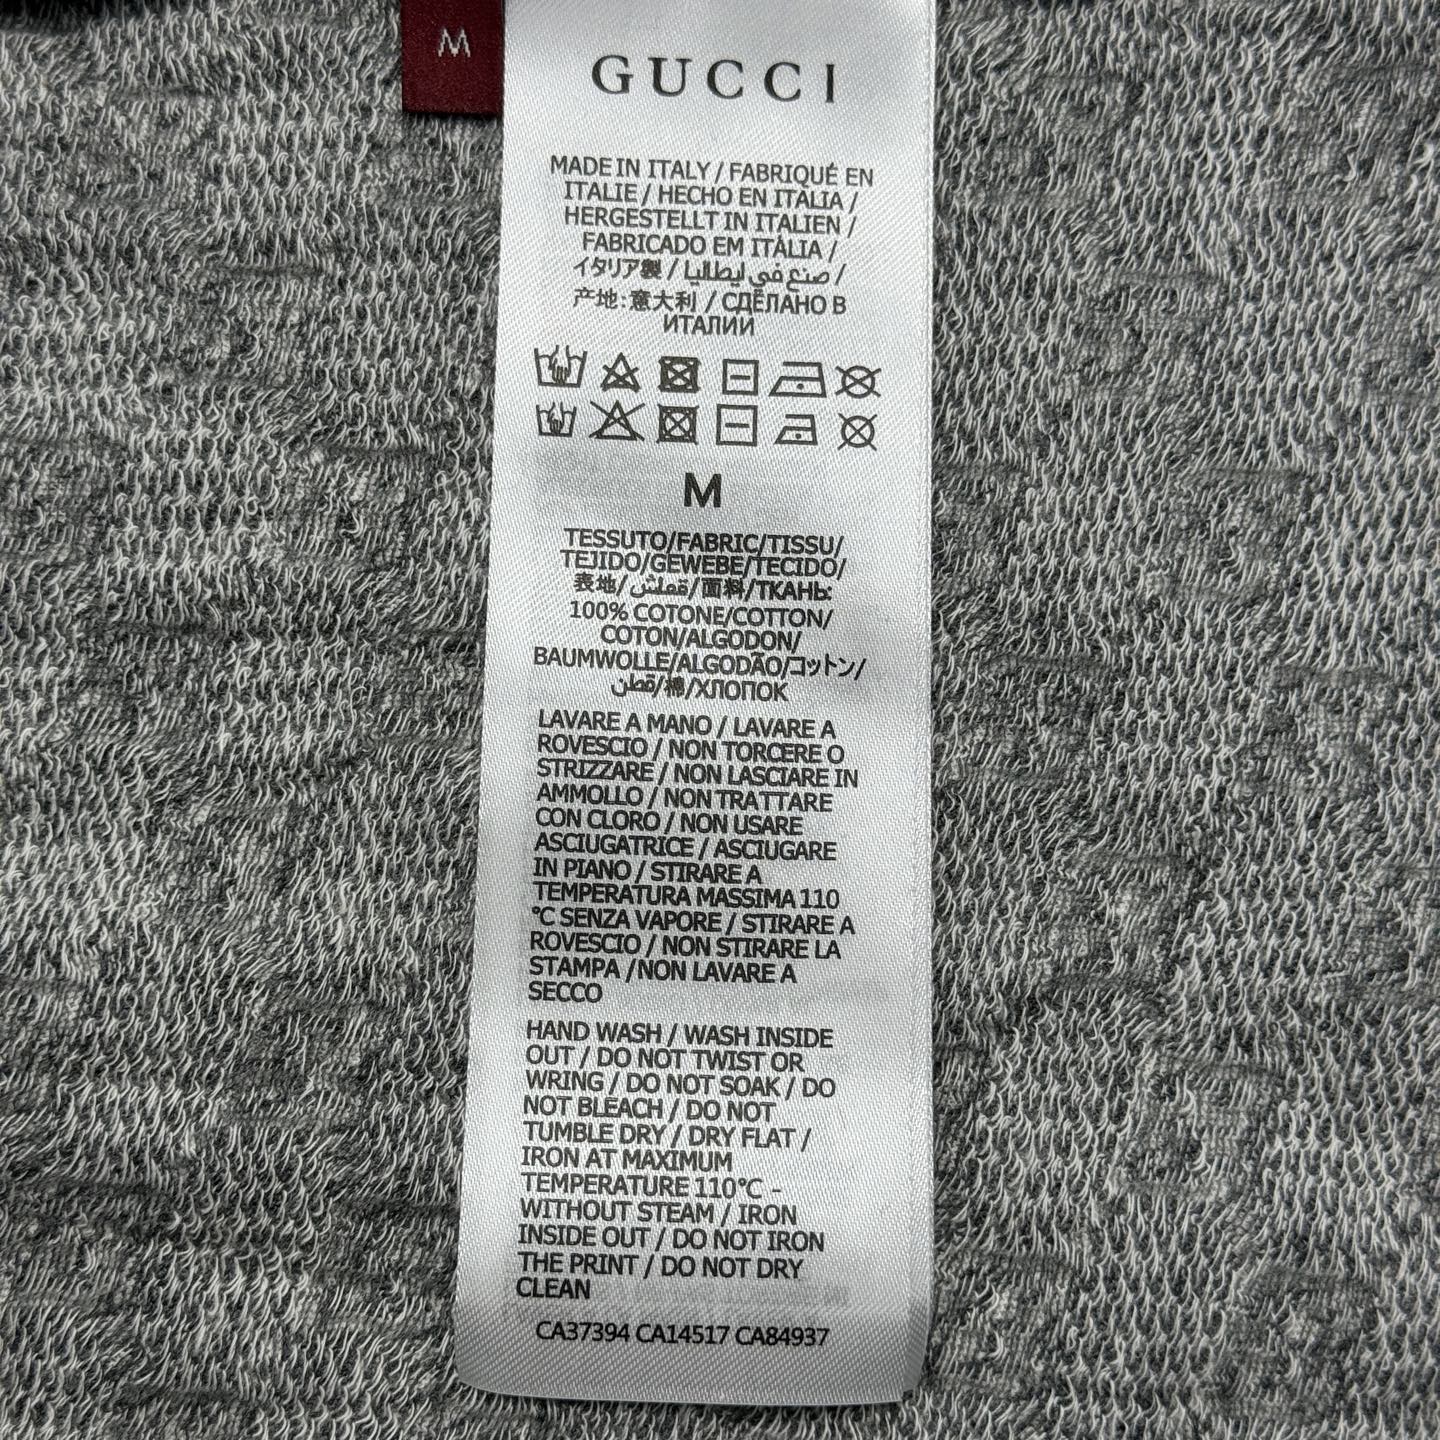 M
GUCCI
MADE IN ITALY / FABRIQUÉ EN
ITALIE / HECHO EN ITALIA /
HERGESTELLT IN ITALIEN /
FABRICADO EM ITÀLIA /
イタリア製 / صنع في ايطاليا /
产地:意大利 / СДЁЛАНО В
ИТАЛИИ
M
TESSUTO/FABRIC/TISSU/
TEJIDO/GEWEBE/TECIDO/
表地/قماش/面料/ТКАНЬ:
100% COTONE/COTTON/
COTON/ALGODON/
BAUMWOLLE/ALGODÃO/コットン/
قطن/棉/ХЛОПОК
LAVARE A MANO / LAVARE A
ROVESCIO / NON TORCERE O
STRIZZARE / NON LASCIARE IN
AMMOLLO / NON TRATTARE
CON CLORO / NON USARE
ASCIUGATRICE / ASCIUGARE
IN PIANO / STIRARE A
TEMPERATURA MASSIMA 110
°C SENZA VAPORE / STIRARE A
ROVESCIO / NON STIRARE LA
STAMPA /NON LAVARE A
SECCO
HAND WASH / WASH INSIDE
OUT / DO NOT TWIST OR
WRING / DO NOT SOAK / DO
NOT BLEACH / DO NOT
TUMBLE DRY / DRY FLAT /
IRON AT MAXIMUM
TEMPERATURE 110°C -
WITHOUT STEAM / IRON
INSIDE OUT / DO NOT IRON
THE PRINT / DO NOT DRY
CLEAN
CA37394 CA14517 CA84937